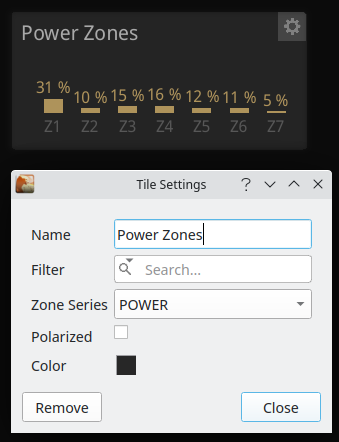 Power Zones
31 % 10 % 15 % 16 % 12 % 11 % 5 %
Z1 Z2 Z3 Z4 Z5 Z6 Z7
Tile Settings
Name Power Zones
Filter Search...
Zone Series POWER
Polarized
Color
Remove Close